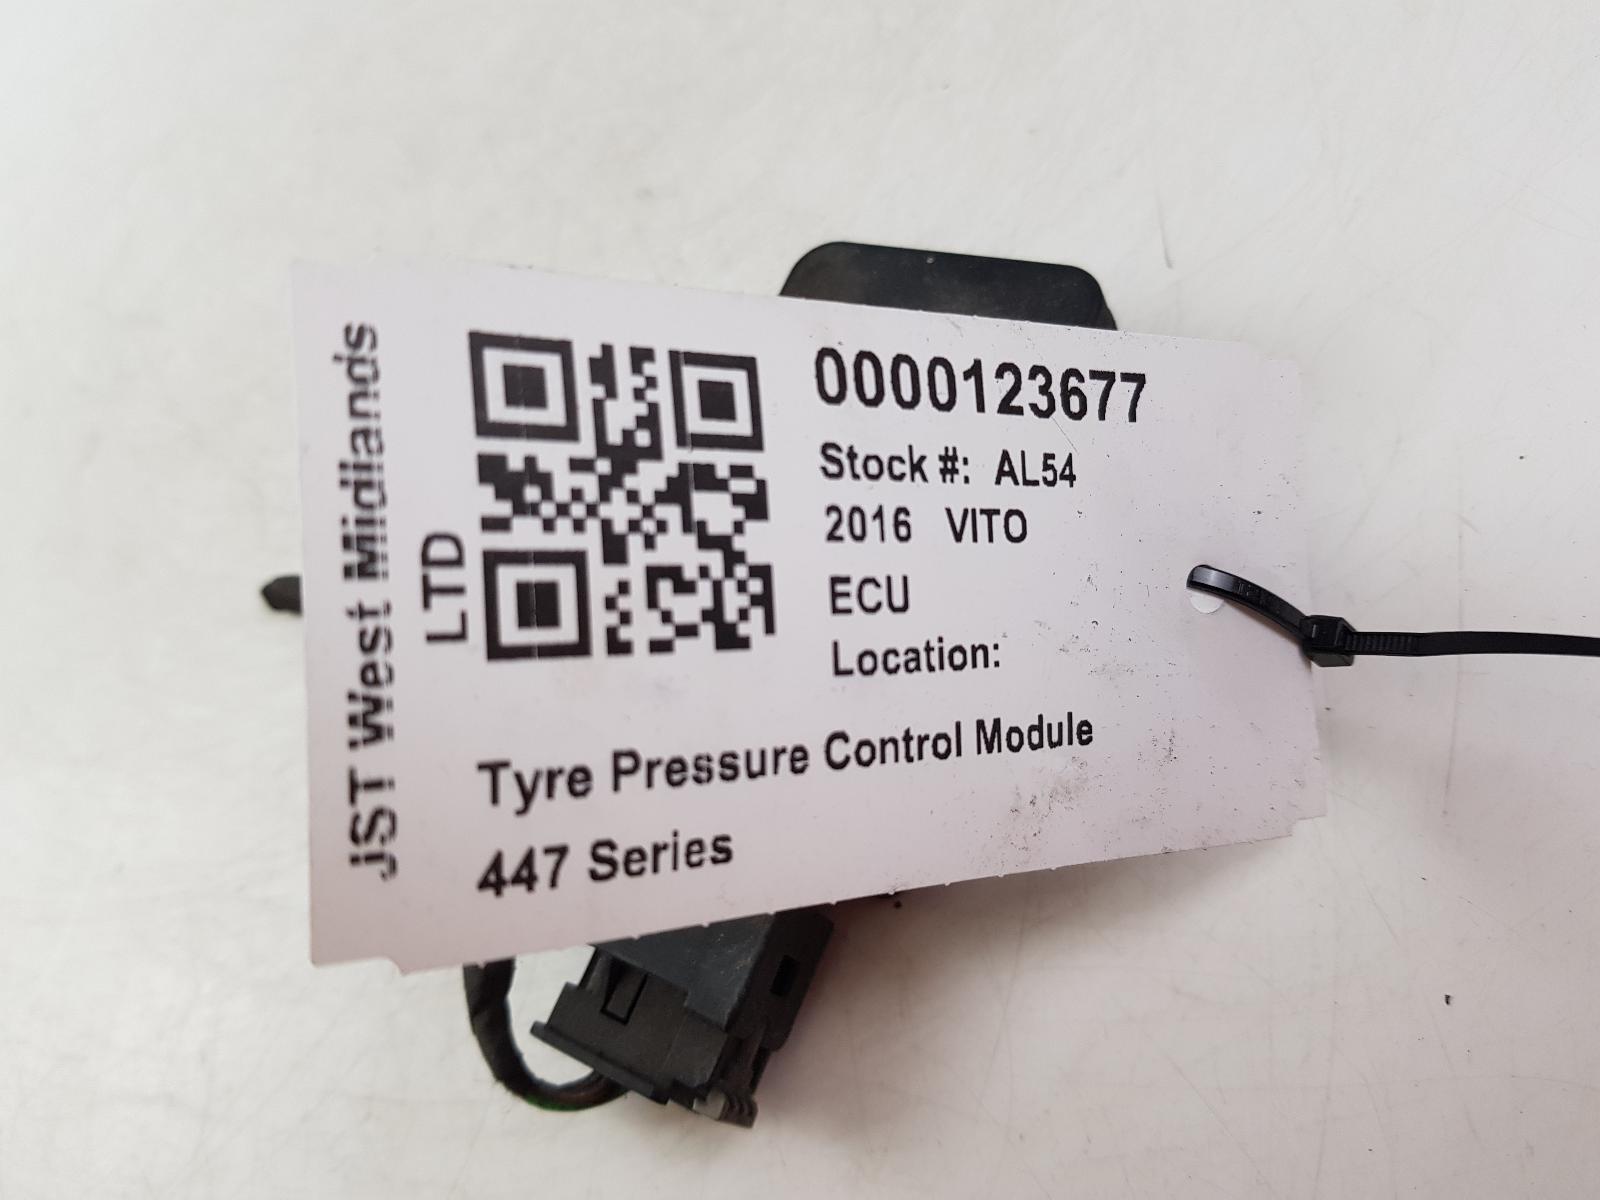 JST West Midlands
LTD
0000123677
Stock #: AL54
2016 VITO
ECU
Location:
Tyre Pressure Control Module
447 Series